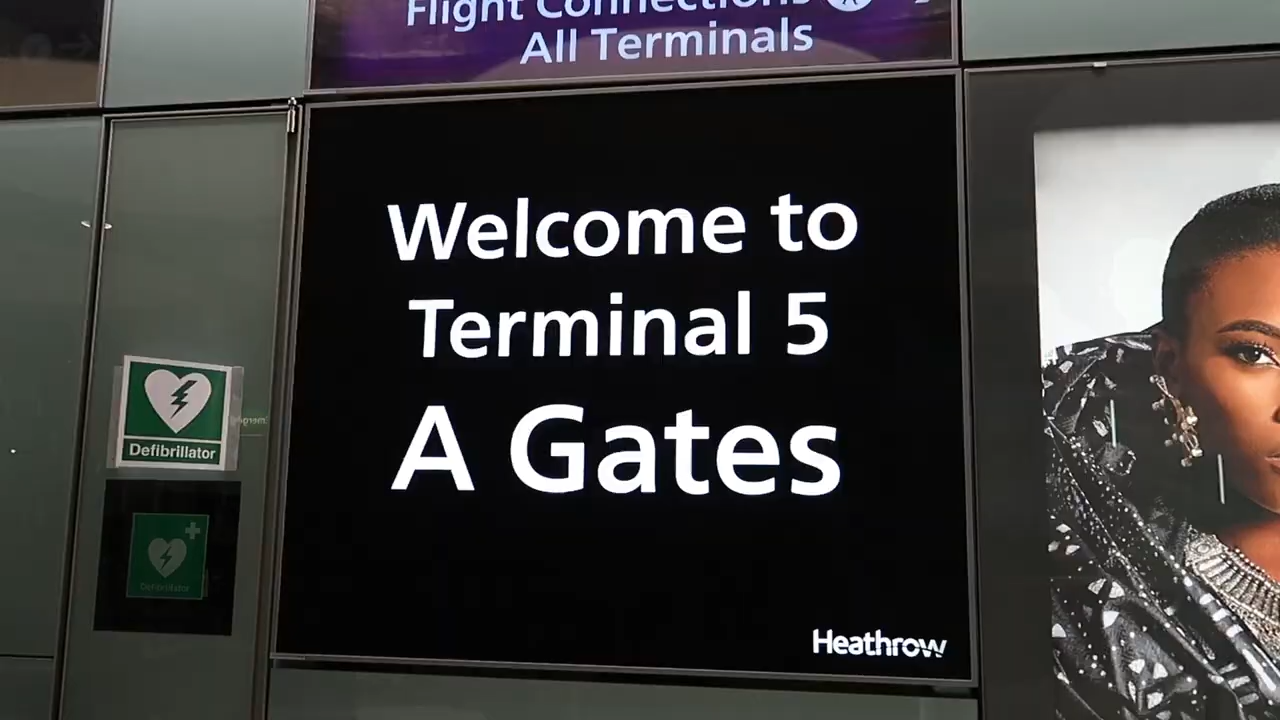 Flight Connections
All Terminals
Welcome to
Terminal 5
A Gates
Heathrow
Defibrillator
Defibrillator